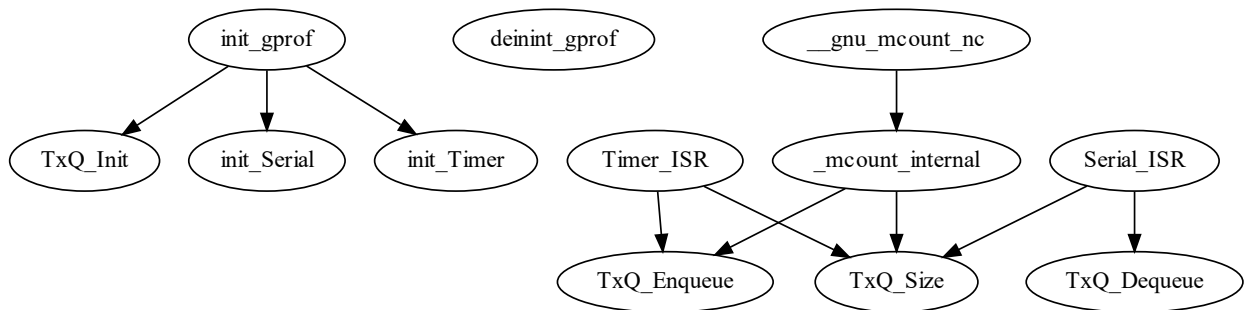 init_gprof
deinint_gprof
__gnu_mcount_nc
TxQ_Init
init_Serial
init_Timer
Timer_ISR
_mcount_internal
Serial_ISR
TxQ_Enqueue
TxQ_Size
TxQ_Dequeue